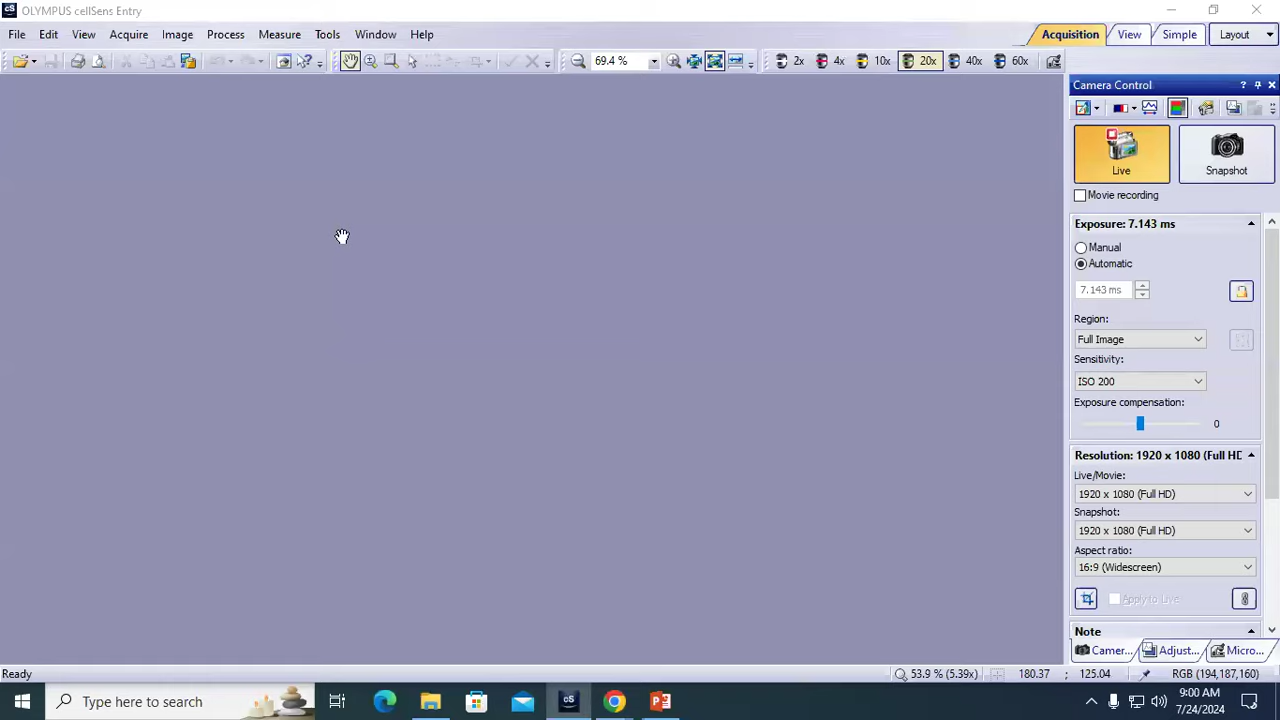 cS OLYMPUS cellSens Entry
File Edit View Acquire Image Process Measure Tools Window Help Acquisition View Simple Layout
69.4 % 2x 4x 10x 20x 40x 60x
Camera Control
Live Snapshot
Movie recording
Exposure: 7.143 ms
Manual
Automatic
7.143 ms
Region:
Full Image
Sensitivity:
ISO 200
Exposure compensation:
0
Resolution: 1920 x 1080 (Full HD
Live/Movie:
1920 x 1080 (Full HD)
Snapshot:
1920 x 1080 (Full HD)
Aspect ratio:
16:9 (Widescreen)
Apply to Live
Note
Camer... Adjust... Micro...
Ready 53.9 % (5.39x) 180.37 : 125.04 RGB (194,187,160)
Type here to search cS 9:00 AM
7/24/2024